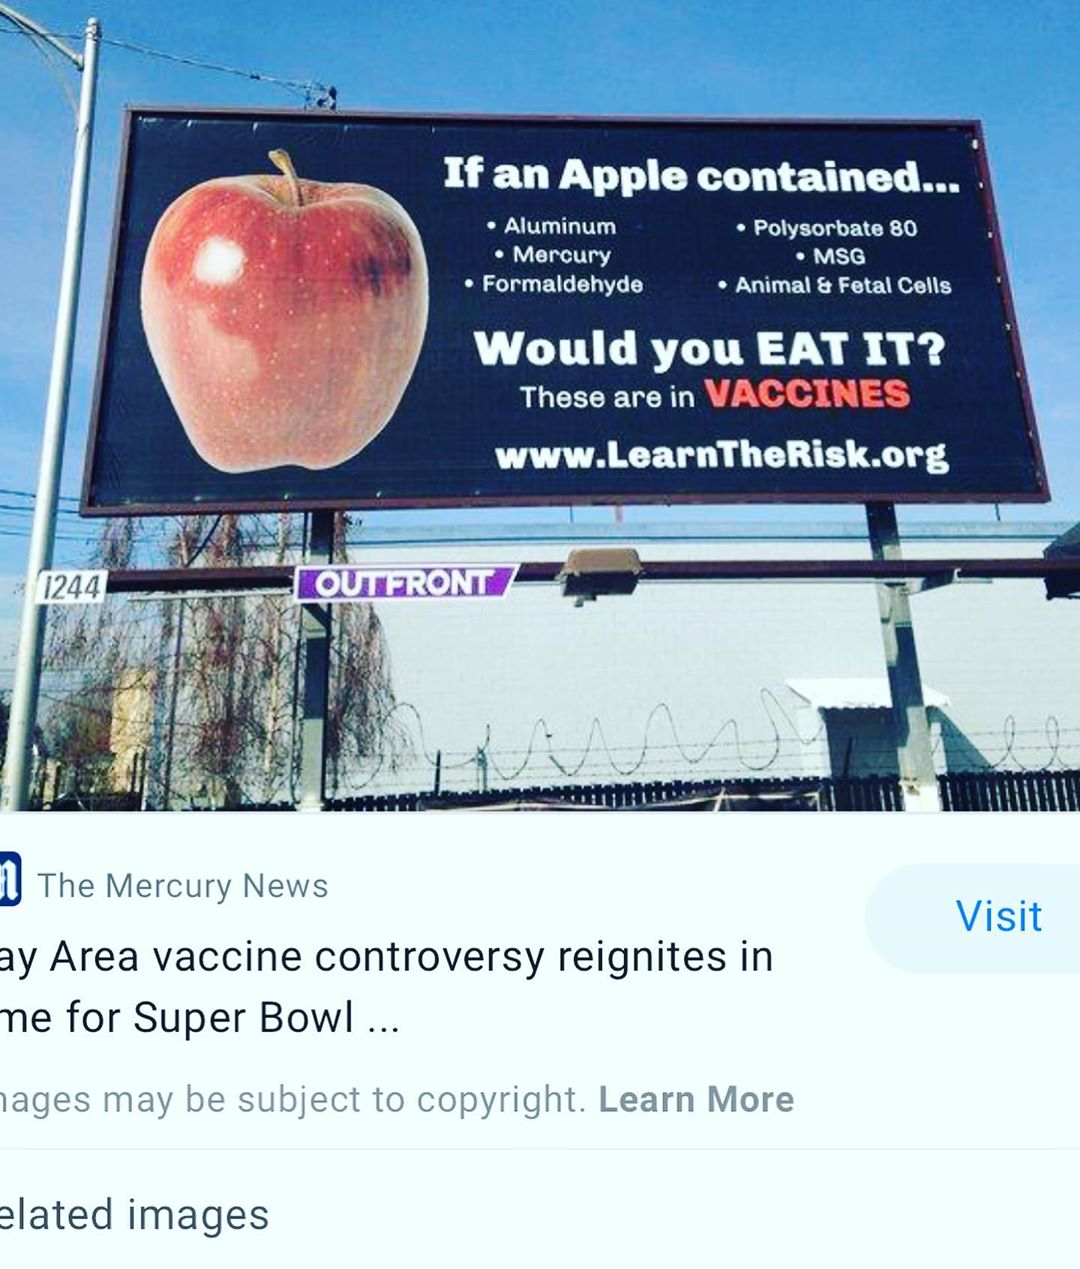 If an Apple contained...
• Aluminum
• Mercury
• Formaldehyde
• Polysorbate 80
• MSG
• Animal & Fetal Cells
Would you EAT IT?
These are in VACCINES
www.LearnTheRisk.org
1244
OUTFRONT
The Mercury News
Visit
ay Area vaccine controversy reignites in
me for Super Bowl ...
mages may be subject to copyright. Learn More
elated images